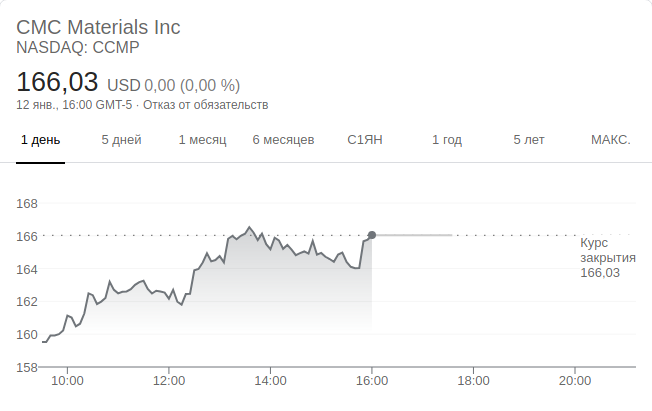 CMC Materials Inc
NASDAQ: CCMP
166,03 USD 0,00 (0,00 %)
12 янв., 16:00 GMT-5 · Отказ от обязательств
1 день 5 дней 1 месяц 6 месяцев С1ЯН 1 год 5 лет МАКС.
168
166
164
162
160
158
Курс
закрытия
166,03
10:00 12:00 14:00 16:00 18:00 20:00